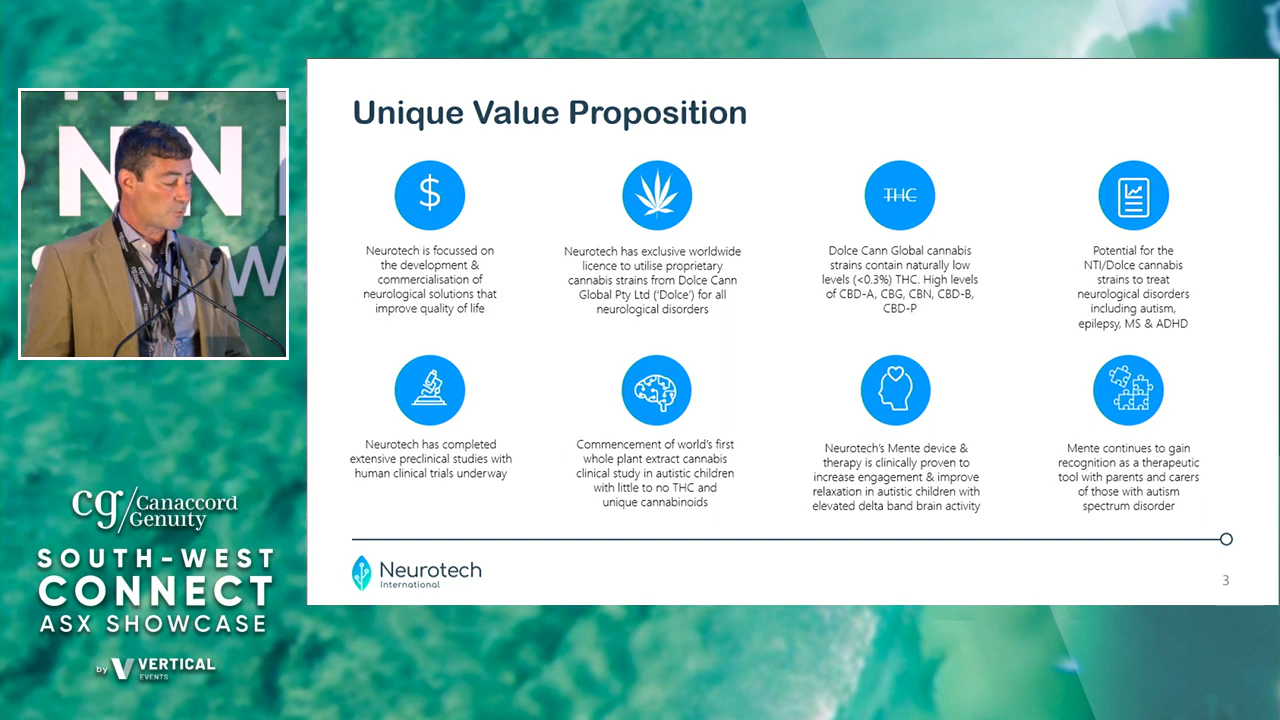 Unique Value Proposition
$
THC
Neurotech is focussed on
the development &
commercialisation of
neurological solutions that
improve quality of life
Neurotech has exclusive worldwide
licence to utilise proprietary
cannabis strains from Dolce Cann
Global Pty Ltd ('Dolce') for all
neurological disorders
Dolce Cann Global cannabis
strains contain naturally low
levels (<0.3%) THC. High levels
of CBD-A, CBG, CBN, CBD-B,
CBD-P
Potential for the
NTI/Dolce cannabis
strains to treat
neurological disorders
including autism,
epilepsy, MS & ADHD
Neurotech has completed
extensive preclinical studies with
human clinical trials underway
Commencement of world's first
whole plant extract cannabis
clinical study in autistic children
with little to no THC and
unique cannabinoids
Neurotech's Mente device &
therapy is clinically proven to
increase engagement & improve
relaxation in autistic children with
elevated delta band brain activity
Mente continues to gain
recognition as a therapeutic
tool with parents and carers
of those with autism
spectrum disorder
Neurotech
International
3
NN
W
cg/Canaccord
Genuity
SOUTH-WEST
CONNECT
ASX SHOWCASE
by VERTICAL
EVENTS